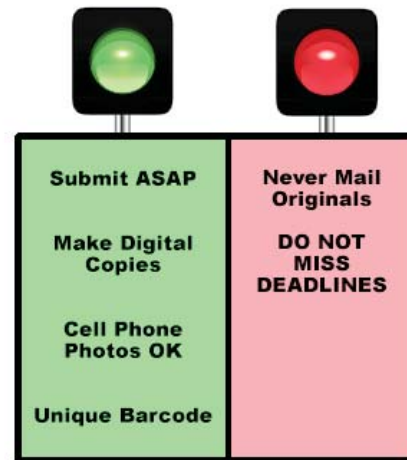 Submit ASAP
Make Digital
Copies
Cell Phone
Photos OK
Unique Barcode
Never Mail
Originals
DO NOT
MISS
DEADLINES